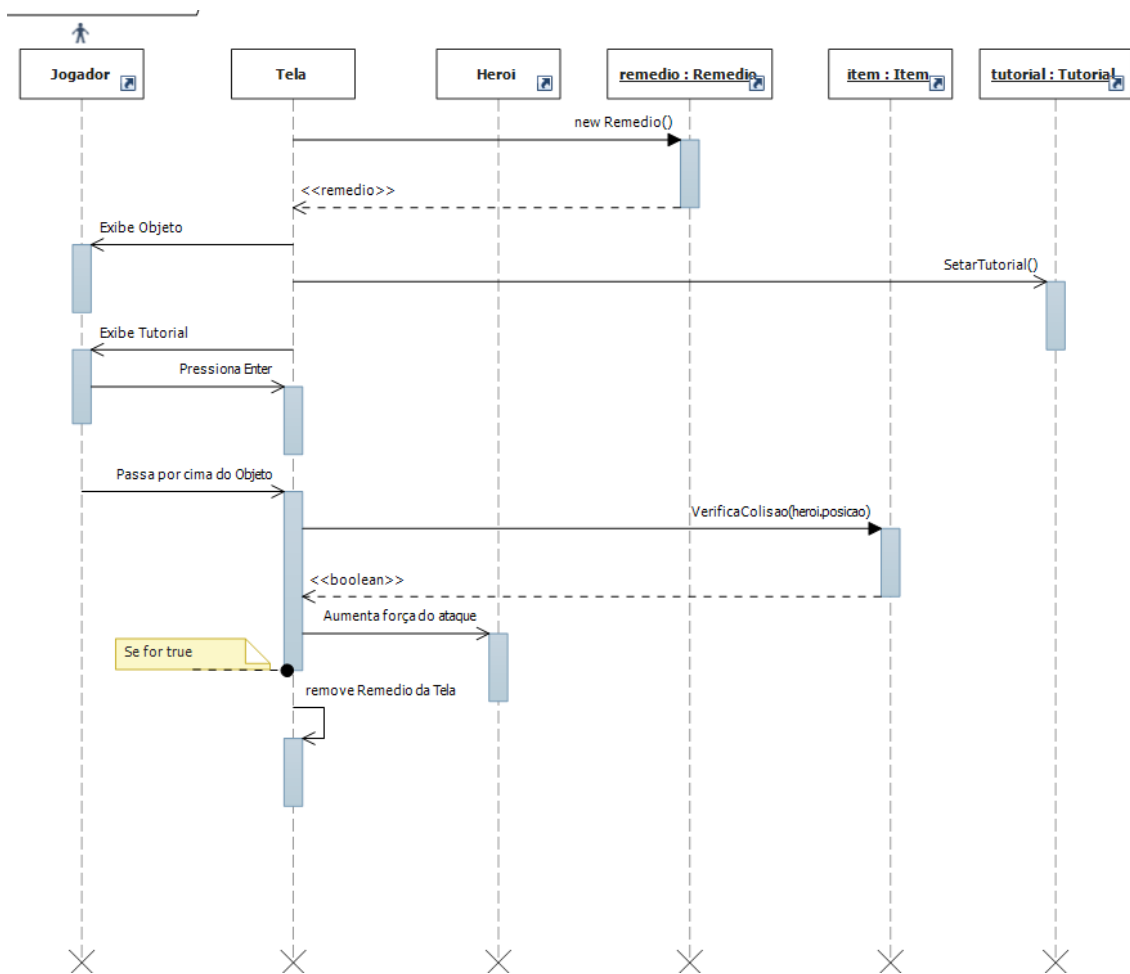 Jogador
Tela
Heroi
remedio : Remedio
item : Item
tutorial : Tutorial
new Remedio()
<<remedio>>
Exibe Objeto
SetarTutorial()
Exibe Tutorial
Pressiona Enter
Passa por cima do Objeto
VerificaColisao(heroi.posicao)
<<boolean>>
Aumenta força do ataque
Se for true
remove Remedio da Tela